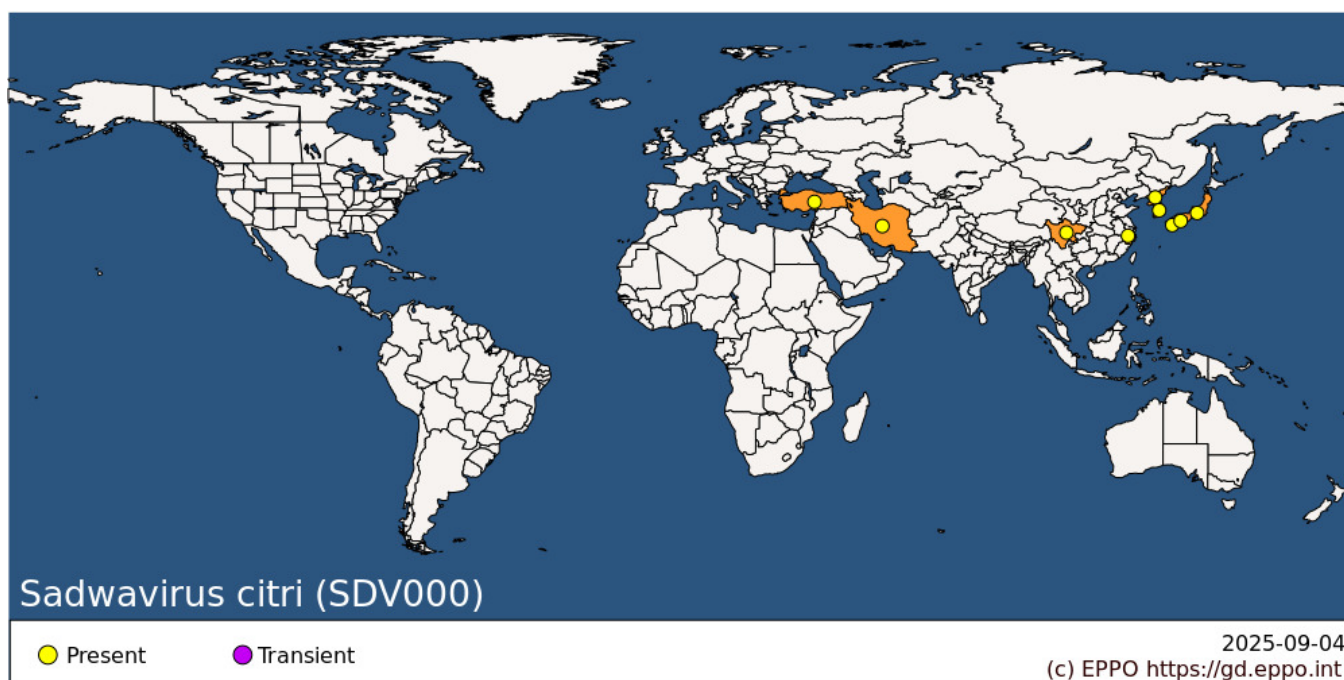 Sadwavirus citri (SDV000)
Present
Transient
2025-09-04
(c) EPPO https://gd.eppo.int